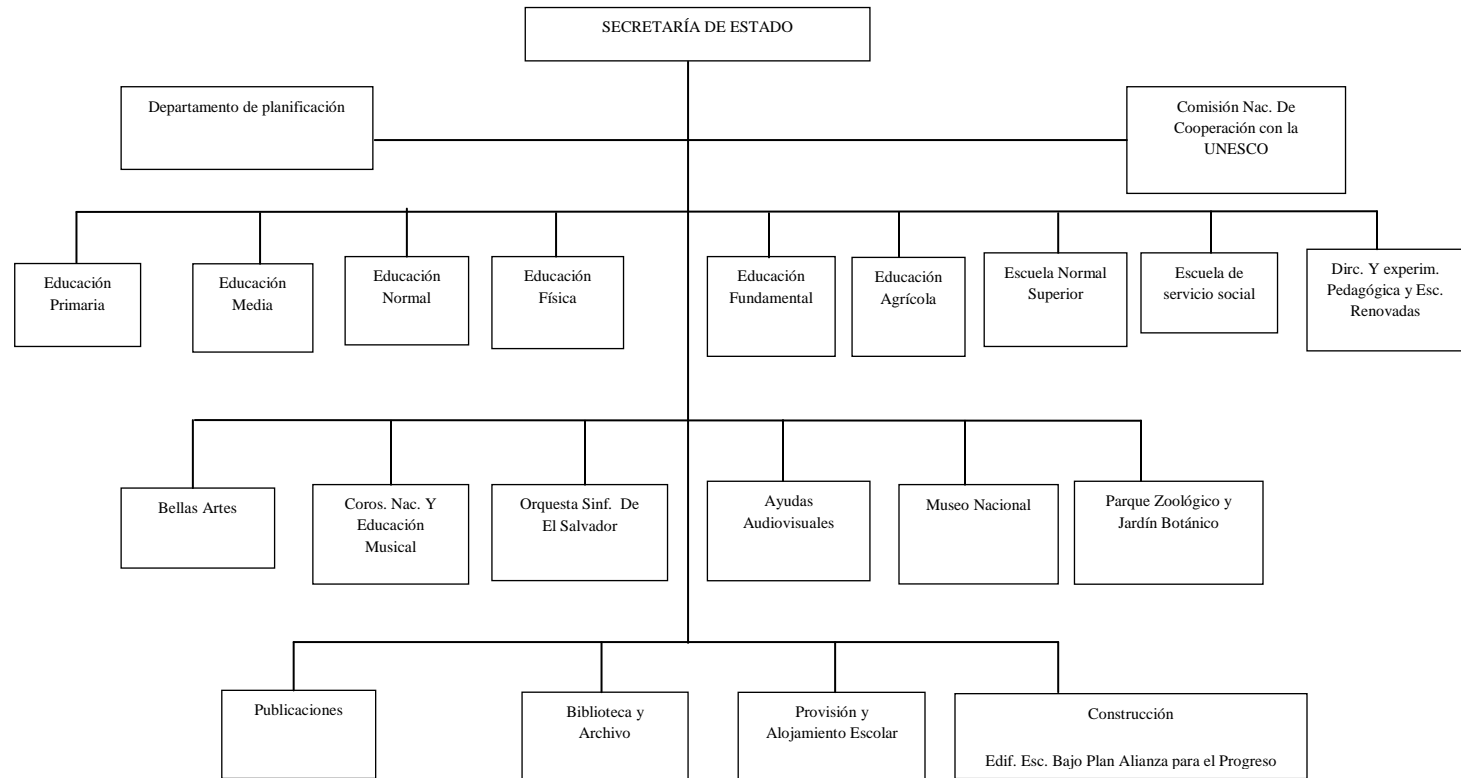 SECRETARÍA DE ESTADO
Departamento de planificación
Comisión Nac. De
Cooperación con la
UNESCO
Educación
Primaria
Educación
Media
Educación
Normal
Educación
Física
Educación
Fundamental
Educación
Agrícola
Escuela Normal
Superior
Escuela de
servicio social
Dirc. Y experim.
Pedagógica y Esc.
Renovadas
Bellas Artes
Coros. Nac. Y
Educación
Musical
Orquesta Sinf. De
El Salvador
Ayudas
Audiovisuales
Museo Nacional
Parque Zoológico y
Jardín Botánico
Publicaciones
Biblioteca y
Archivo
Provisión y
Alojamiento Escolar
Construcción
Edif. Esc. Bajo Plan Alianza para el Progreso